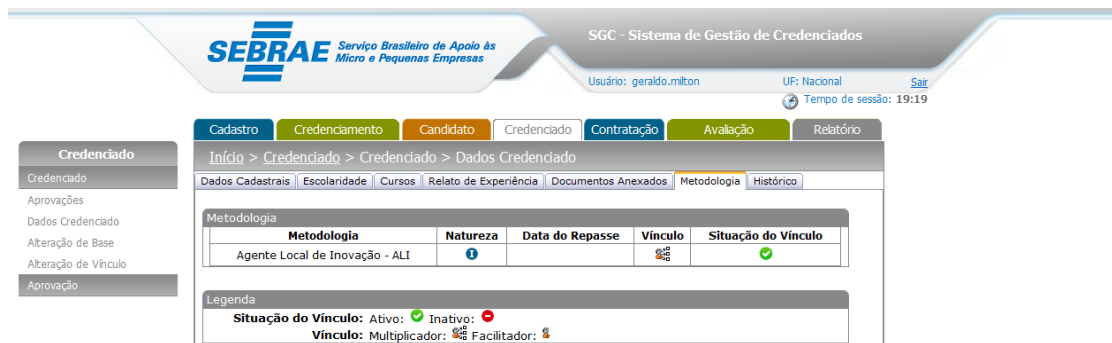 SEBRAE Serviço Brasileiro de Apoio às
Micro e Pequenas Empresas
SGC - Sistema de Gestão de Credenciados
Usuário: geraldo.milton UF: Nacional Sair
Tempo de sessão: 19:19
Cadastro Credenciamento Candidato Credenciado Contratação Avaliação Relatório
Credenciado
Credenciado
Aprovações
Dados Credenciado
Alteração de Base
Alteração de Vínculo
Aprovação
Início > Credenciado > Credenciado > Dados Credenciado
Dados Cadastrais Escolaridade Cursos Relato de Experiência Documentos Anexados Metodologia Histórico
Metodologia
Metodologia Natureza Data do Repasse Vínculo Situação do Vínculo
Agente Local de Inovação - ALI I
Legenda
Situação do Vínculo: Ativo: Inativo:
Vínculo: Multiplicador: Facilitador: